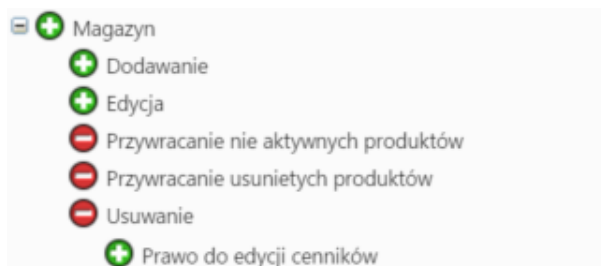 Magazyn
Dodawanie
Edycja
Przywracanie nie aktywnych produktów
Przywracanie usunietych produktów
Usuwanie
Prawo do edycji cenników